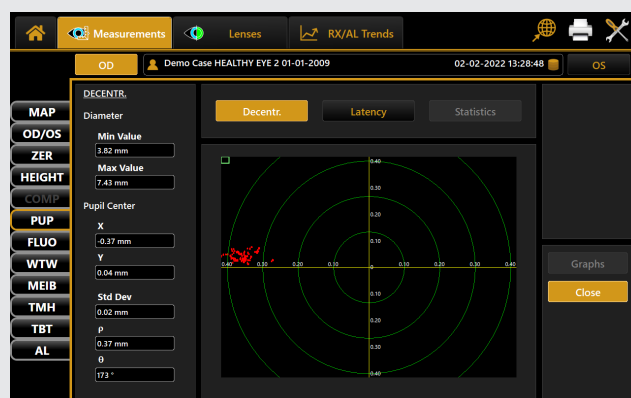 Measurements
Lenses
RX/AL Trends
OD
Demo Case HEALTHY EYE 2 01-01-2009
02-02-2022 13:28:48
OS
MAP
OD/OS
ZER
HEIGHT
COMP
PUP
FLUO
WTW
MEIB
TMH
TBT
AL
DECENTR.
Diameter
Min Value
3.82 mm
Max Value
7.43 mm
Pupil Center
X
-0.37 mm
Y
0.04 mm
Std Dev
0.02 mm
ρ
0.37 mm
θ
173 °
Decentr.
Latency
Statistics
0.40
0.30
0.20
0.10
0.40 0.30 0.20 0.10 0 0.10 0.20 0.30 0.40
0.10
0.20
0.30
0.40
Graphs
Close